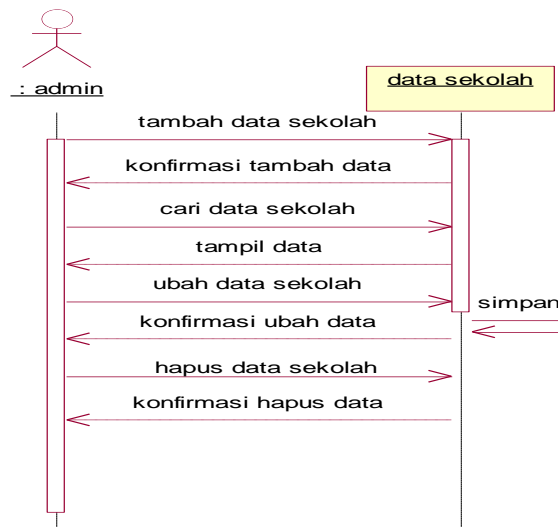 : admin
data sekolah
tambah data sekolah
konfirmasi tambah data
cari data sekolah
tampil data
ubah data sekolah
simpan
konfirmasi ubah data
hapus data sekolah
konfirmasi hapus data